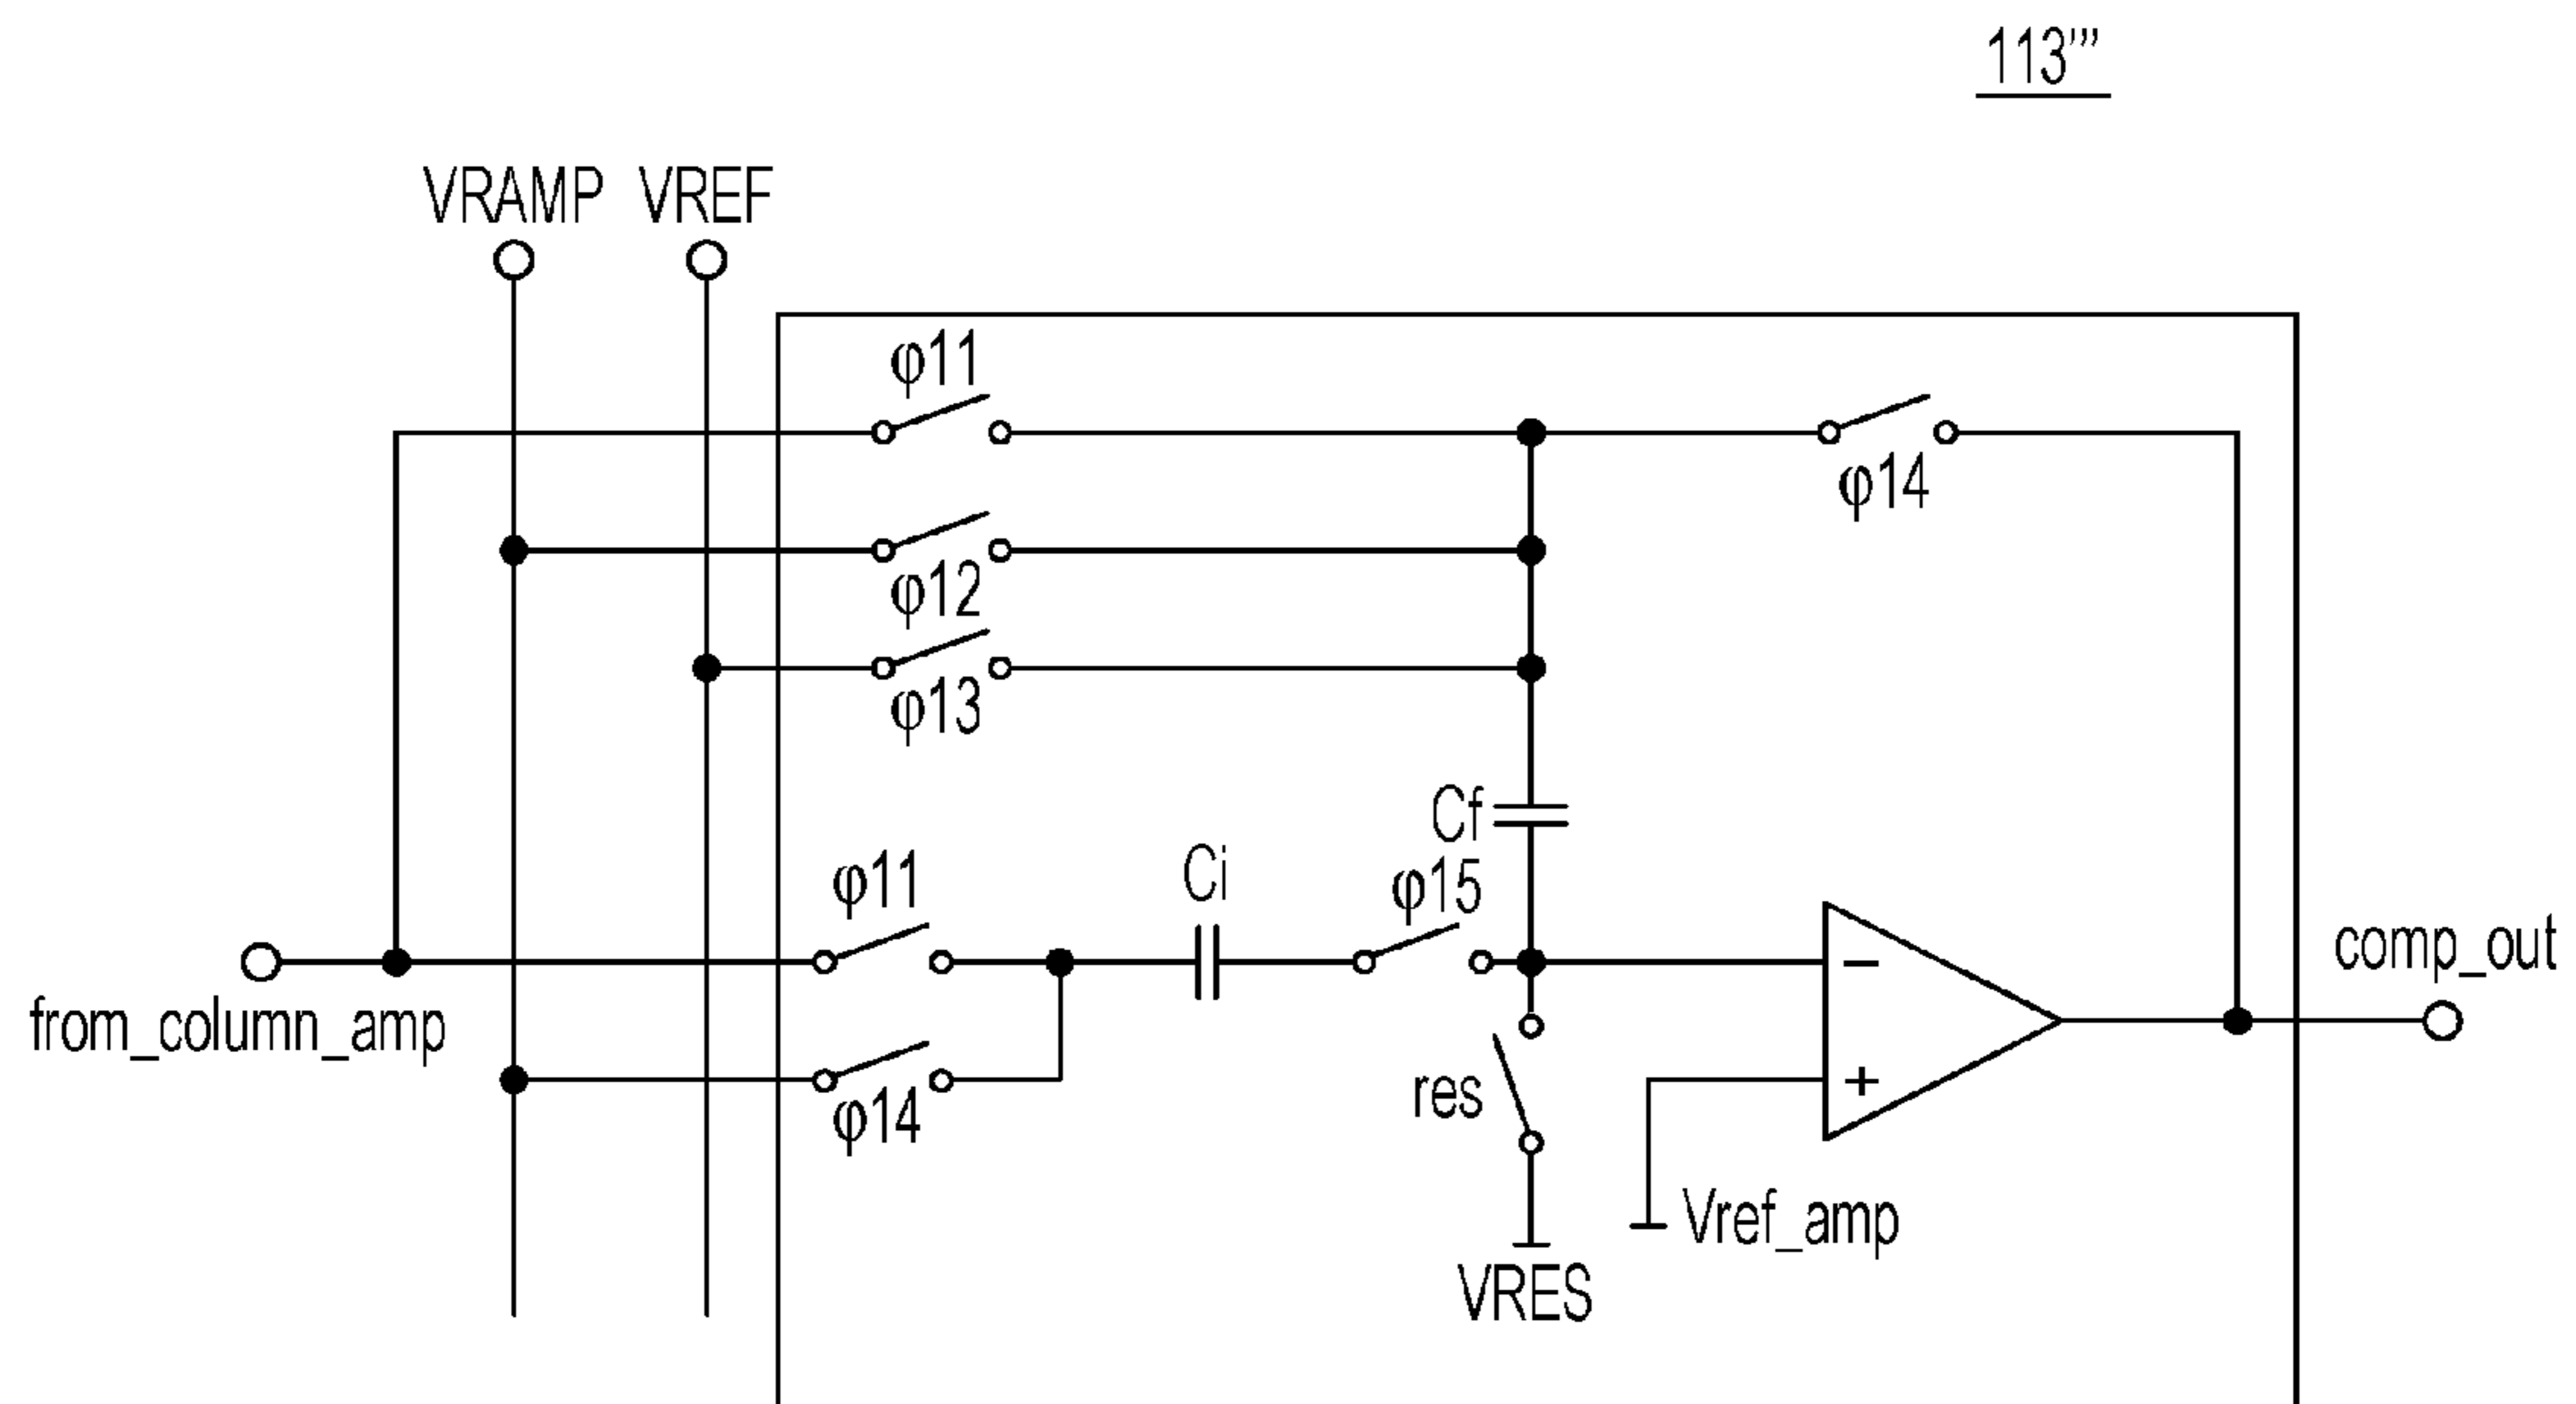 113'''
VRAMP VREF
φ11
φ14
φ12
φ13
Cf
φ11 Ci φ15
from_column_amp
− comp_out
+
φ14
res
Vref_amp
VRES